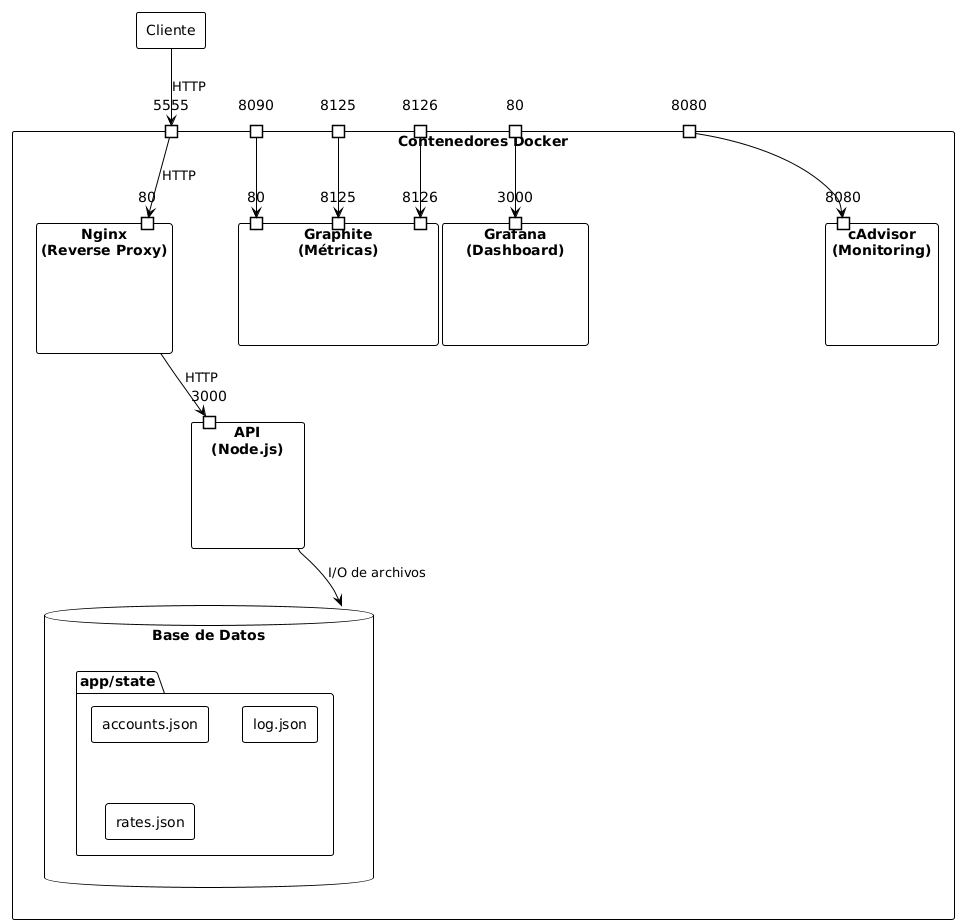 Cliente
HTTP
5555
8090
8125
8126
80
8080
Contenedores Docker
HTTP
80
80
8125
8126
3000
8080
Nginx
(Reverse Proxy)
Graphite
(Métricas)
Grafana
(Dashboard)
cAdvisor
(Monitoring)
HTTP
3000
API
(Node.js)
I/O de archivos
Base de Datos
app/state
accounts.json
log.json
rates.json